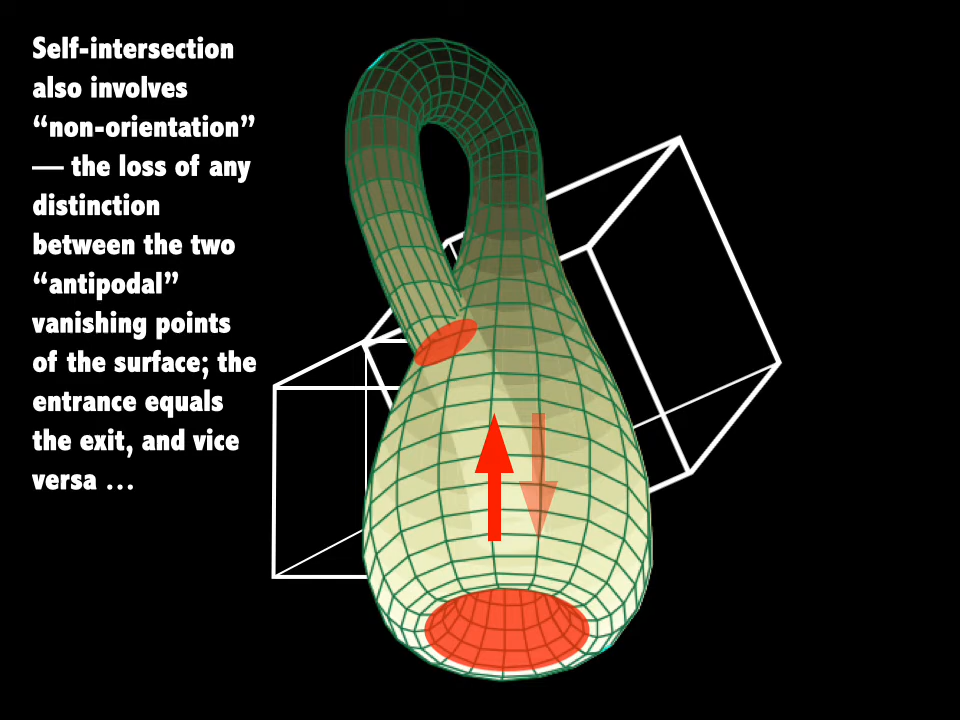 Self-intersection
also involves
“non-orientation”
— the loss of any
distinction
between the two
“antipodal”
vanishing points
of the surface; the
entrance equals
the exit, and vice
versa …